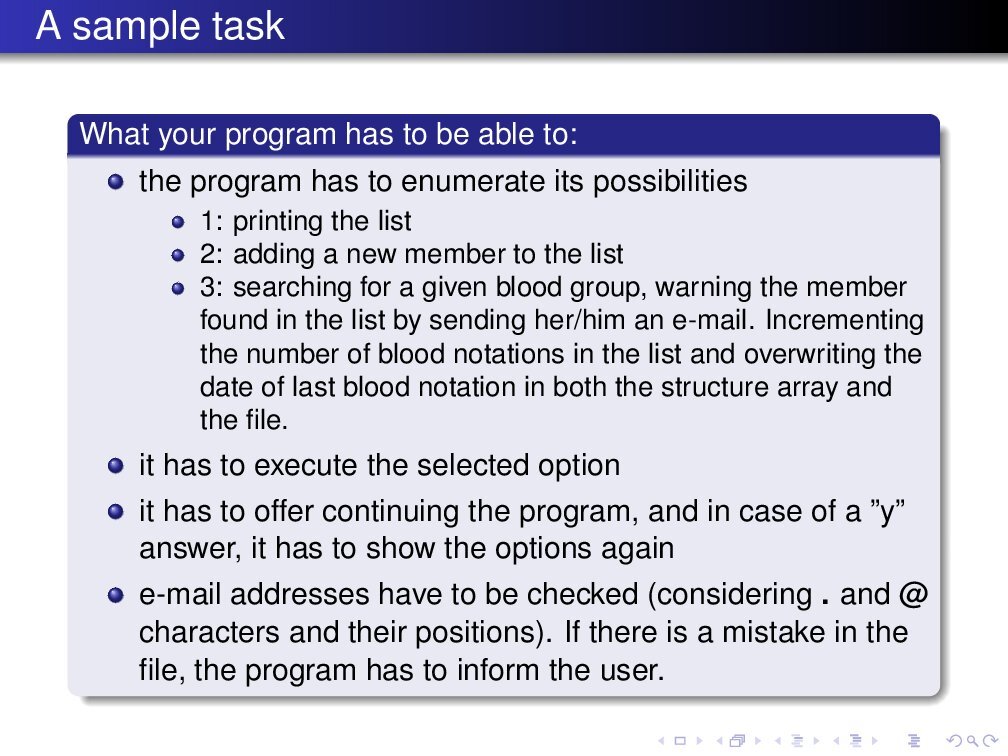 A sample task
What your program has to be able to:
the program has to enumerate its possibilities
1: printing the list
2: adding a new member to the list
3: searching for a given blood group, warning the member
found in the list by sending her/him an e-mail. Incrementing
the number of blood notations in the list and overwriting the
date of last blood notation in both the structure array and
the file.
it has to execute the selected option
it has to offer continuing the program, and in case of a ”y”
answer, it has to show the options again
e-mail addresses have to be checked (considering . and @
characters and their positions). If there is a mistake in the
file, the program has to inform the user.